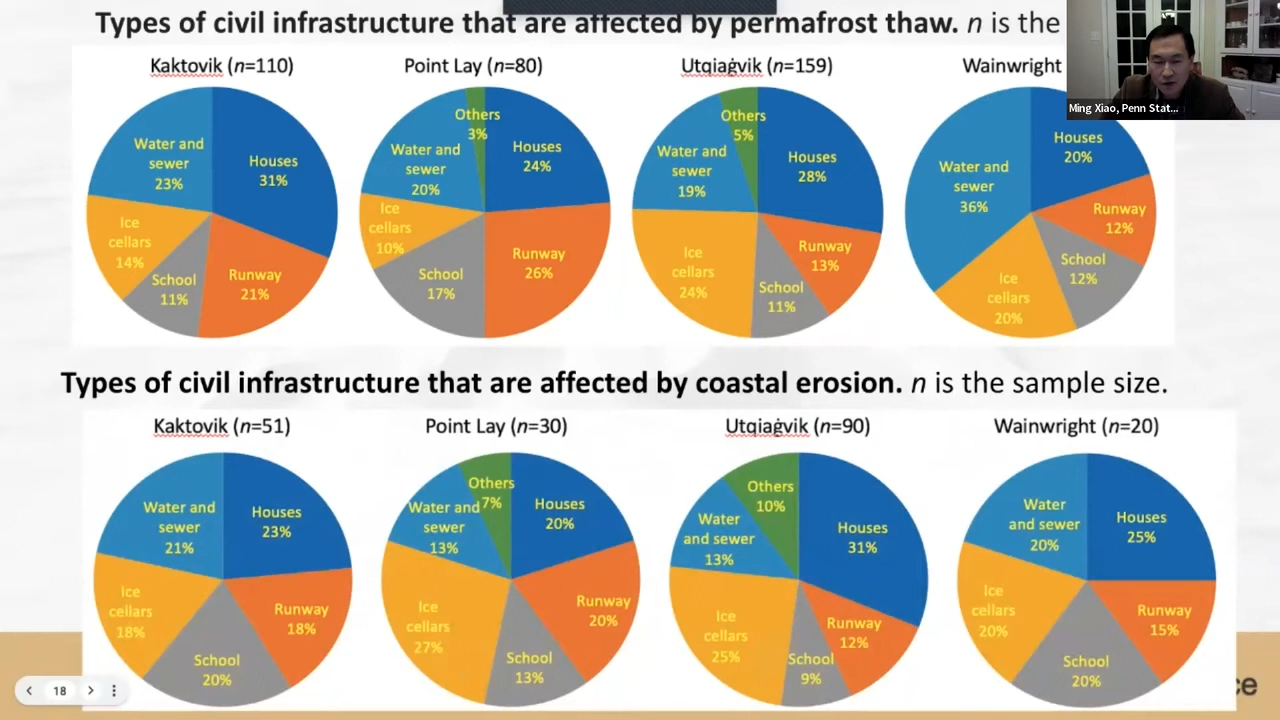 Types of civil infrastructure that are affected by permafrost thaw. n is the
Kaktovik (n=110)
Point Lay (n=80)
Utqiaġvik (n=159)
Wainwright
Ming Xiao, Penn Stat...
Water and
sewer
23%
Houses
31%
Ice
cellars
14%
School
11%
Runway
21%
Others
3%
Water and
sewer
20%
Houses
24%
Ice
cellars
10%
School
17%
Runway
26%
Others
5%
Water and
sewer
19%
Houses
28%
Ice
cellars
24%
School
11%
Runway
13%
Water and
sewer
36%
Houses
20%
Runway
12%
School
12%
Ice
cellars
20%
Types of civil infrastructure that are affected by coastal erosion. n is the sample size.
Kaktovik (n=51)
Point Lay (n=30)
Utqiaġvik (n=90)
Wainwright (n=20)
Water and
sewer
21%
Houses
23%
Ice
cellars
18%
School
20%
Runway
18%
Others
7%
Water and
sewer
13%
Houses
20%
Ice
cellars
27%
School
13%
Runway
20%
Others
10%
Water
and sewer
13%
Houses
31%
Ice
cellars
25%
School
9%
Runway
12%
Water
and sewer
20%
Houses
25%
Ice
cellars
20%
School
20%
Runway
15%
18
ce